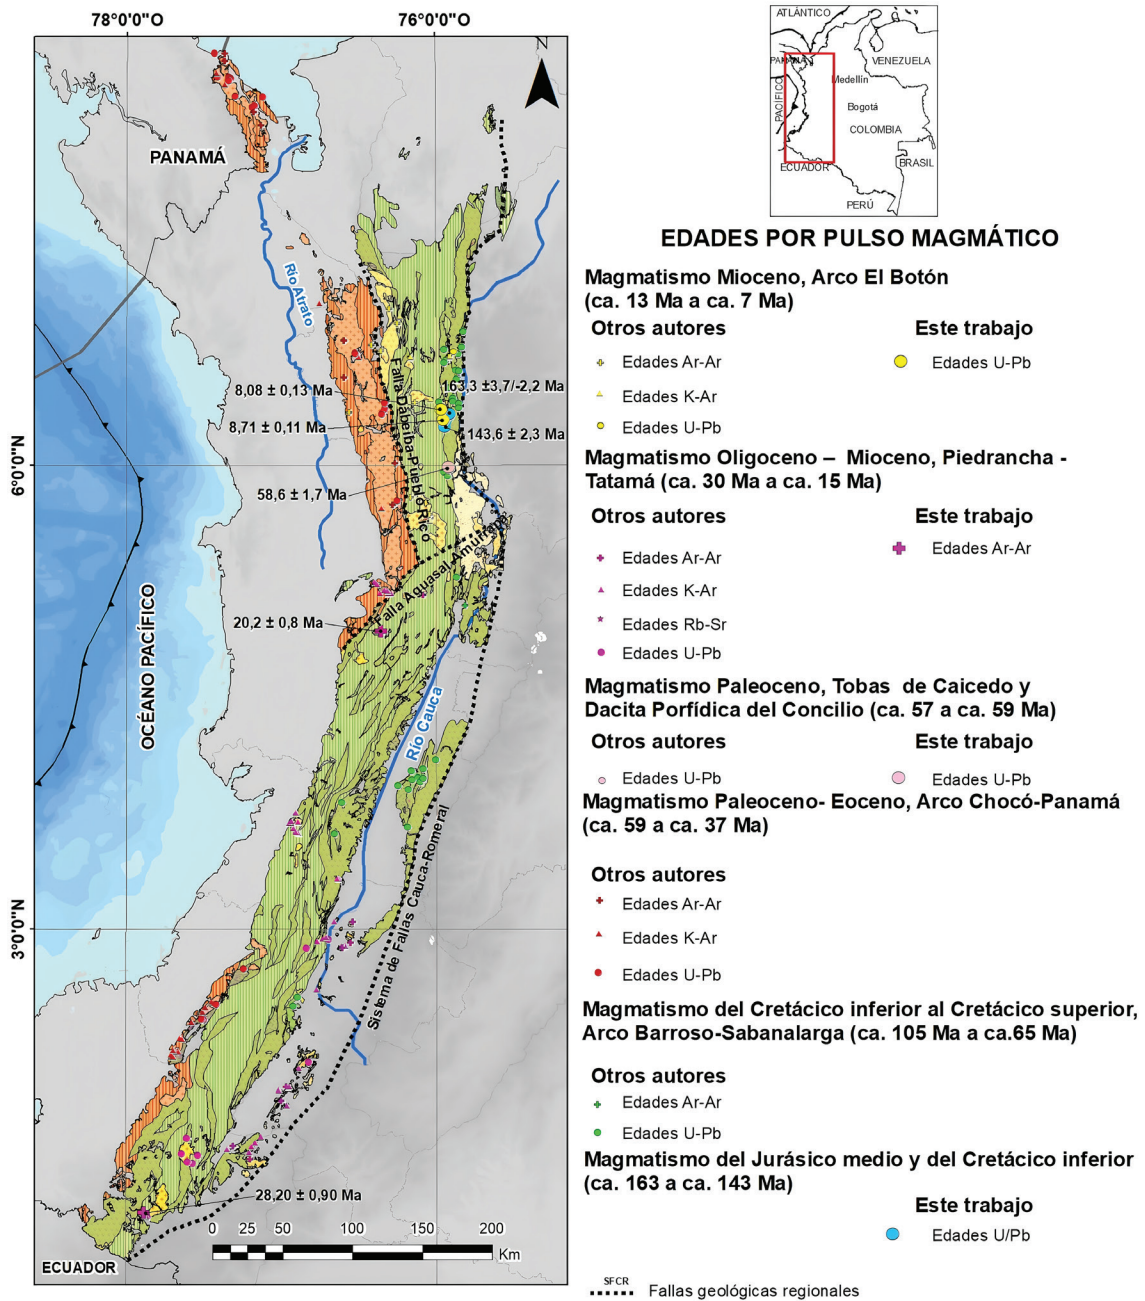 78°0'0"O
76°0'0"O
N
PANAMÁ
Río Atrato
8,08 ± 0,13 Ma
163,3 ±3,7/-2,2 Ma
8,71 ± 0,11 Ma
143,6 ± 2,3 Ma
Falla Dabeiba-Pueblo Rico
6°0'0"N
58,6 ± 1,7 Ma
Falla Aguasal
20,2 ± 0,8 Ma
OCÉANO PACÍFICO
Río Cauca
Sistema de Fallas Cauca-Romeral
3°0'0"N
28,20 ± 0,90 Ma
0 25 50 100 150 200
Km
ECUADOR
ATLÁNTICO
PANAMÁ
VENEZUELA
Medellín
PACÍFICO
Bogotá
COLOMBIA
ECUADOR
BRASIL
PERÚ
EDADES POR PULSO MAGMÁTICO
Magmatismo Mioceno, Arco El Botón
(ca. 13 Ma a ca. 7 Ma)
Otros autores
Este trabajo
Edades Ar-Ar
Edades U-Pb
Edades K-Ar
Edades U-Pb
Magmatismo Oligoceno – Mioceno, Piedrancha -
Tatamá (ca. 30 Ma a ca. 15 Ma)
Otros autores
Este trabajo
Edades Ar-Ar
Edades Ar-Ar
Edades K-Ar
Edades Rb-Sr
Edades U-Pb
Magmatismo Paleoceno, Tobas de Caicedo y
Dacita Porfídica del Concilio (ca. 57 a ca. 59 Ma)
Otros autores
Este trabajo
Edades U-Pb
Edades U-Pb
Magmatismo Paleoceno- Eoceno, Arco Chocó-Panamá
(ca. 59 a ca. 37 Ma)
Otros autores
Edades Ar-Ar
Edades K-Ar
Edades U-Pb
Magmatismo del Cretácico inferior al Cretácico superior,
Arco Barroso-Sabanalarga (ca. 105 Ma a ca.65 Ma)
Otros autores
Edades Ar-Ar
Edades U-Pb
Magmatismo del Jurásico medio y del Cretácico inferior
(ca. 163 a ca. 143 Ma)
Este trabajo
Edades U/Pb
SFCR
Fallas geológicas regionales